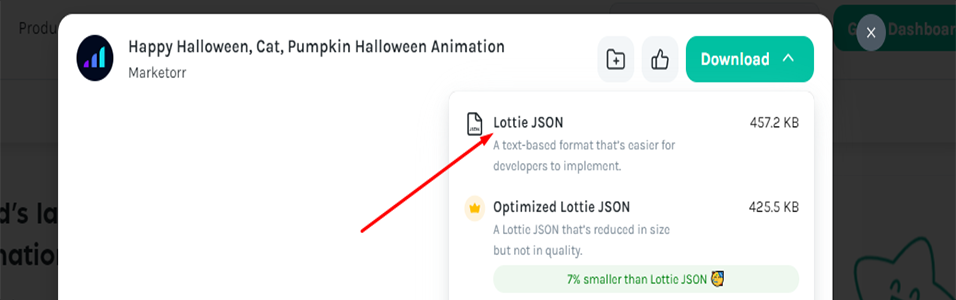 Produ
Happy Halloween, Cat, Pumpkin Halloween Animation
Marketorr
Download
X
Dashboar
Lottie JSON
457.2 KB
A text-based format that's easier for
developers to implement.
Optimized Lottie JSON
425.5 KB
A Lottie JSON that's reduced in size
but not in quality.
7% smaller than Lottie JSON
d's la
nation